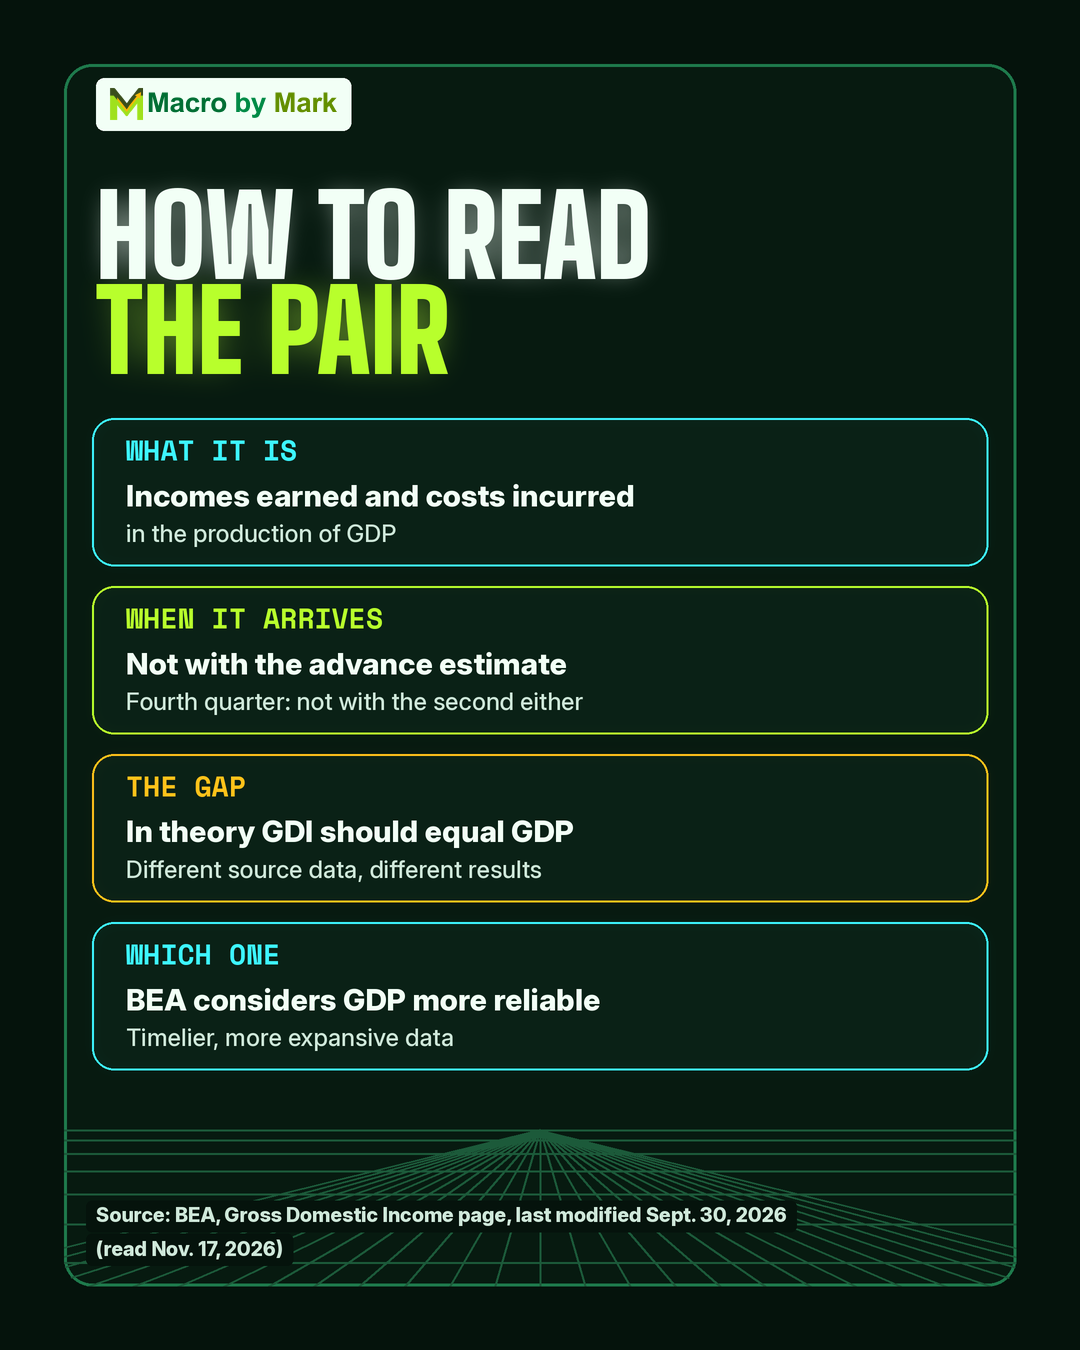 Macro by Mark
HOW TO READ
THE PAIR
WHAT IT IS
Incomes earned and costs incurred
in the production of GDP
WHEN IT ARRIVES
Not with the advance estimate
Fourth quarter: not with the second either
THE GAP
In theory GDI should equal GDP
Different source data, different results
WHICH ONE
BEA considers GDP more reliable
Timelier, more expansive data
Source: BEA, Gross Domestic Income page, last modified Sept. 30, 2026
(read Nov. 17, 2026)